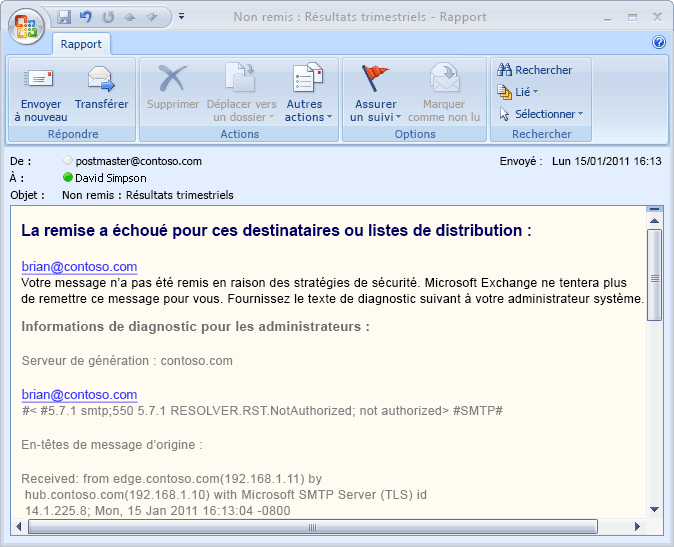 Non remis : Résultats trimestriels - Rapport
Rapport
Envoyer
à nouveau
Transférer
Répondre
Supprimer
Déplacer vers
un dossier
Autres
actions
Actions
Assurer
un suivi
Marquer
comme non lu
Options
Rechercher
Lié
Sélectionner
Rechercher
De : postmaster@contoso.com Envoyé : Lun 15/01/2011 16:13
À : David Simpson
Objet : Non remis : Résultats trimestriels
La remise a échoué pour ces destinataires ou listes de distribution :
brian@contoso.com
Votre message n'a pas été remis en raison des stratégies de sécurité. Microsoft Exchange ne tentera plus
de remettre ce message pour vous. Fournissez le texte de diagnostic suivant à votre administrateur système.
Informations de diagnostic pour les administrateurs :
Serveur de génération : contoso.com
brian@contoso.com
#< #5.7.1 smtp;550 5.7.1 RESOLVER.RST.NotAuthorized; not authorized> #SMTP#
En-têtes de message d'origine :
Received: from edge.contoso.com(192.168.1.11) by
hub.contoso.com(192.168.1.10) with Microsoft SMTP Server (TLS) id
14.1.225.8; Mon, 15 Jan 2011 16:13:04 -0800